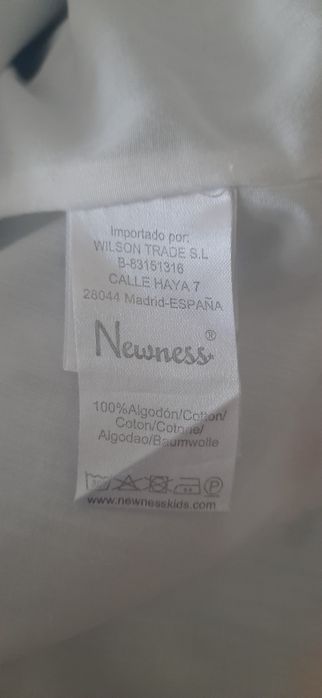 Importado por:
WILSON TRADE S.L
B-83151316
CALLE HAYA 7
28044 Madrid-ESPAÑA
Newness®
100%Algodón/Cotton/
Coton/Cotone/
Algodao/Baumwolle
P
www.newnesskids.com